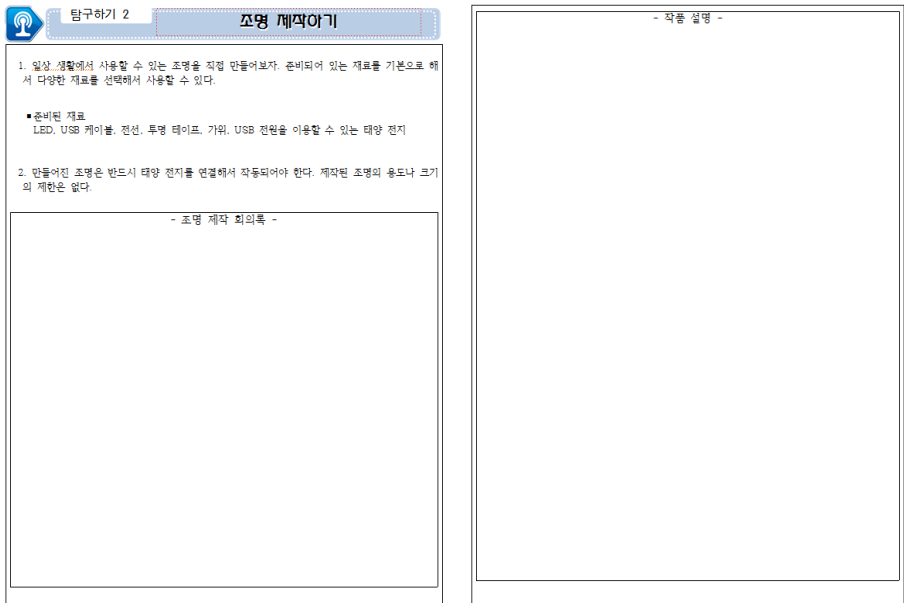 탐구하기 2
조명 제작하기
1. 일상 생활에서 사용할 수 있는 조명을 직접 만들어보자. 준비되어 있는 재료를 기본으로 해
서 다양한 재료를 선택해서 사용할 수 있다.
▪준비된 재료
LED, USB 케이블, 전선, 투명 테이프, 가위, USB 전원을 이용할 수 있는 태양 전지
2. 만들어진 조명은 반드시 태양 전지를 연결해서 작동되어야 한다. 제작된 조명의 용도나 크기
의 제한은 없다.
- 조명 제작 회의록 -
- 작품 설명 -